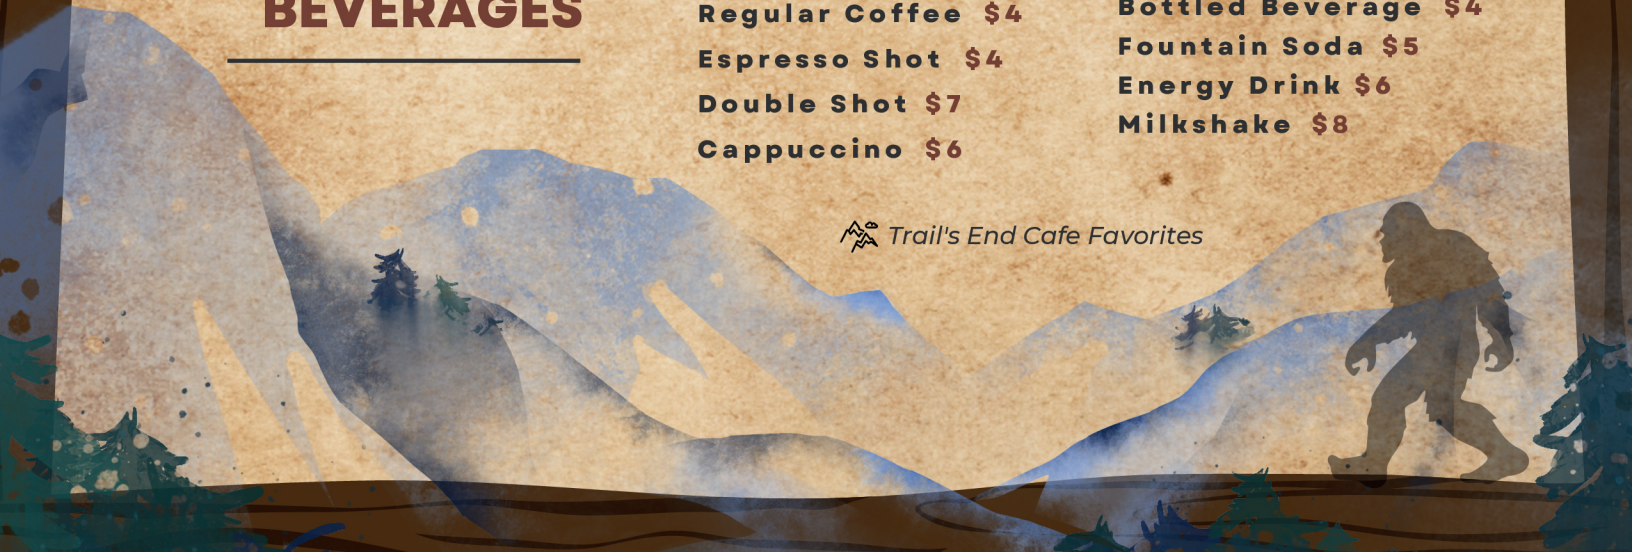 BEVERAGES
Regular Coffee $4
Espresso Shot $4
Double Shot $7
Cappuccino $6
Bottled Beverage $4
Fountain Soda $5
Energy Drink $6
Milkshake $8
Trail's End Cafe Favorites